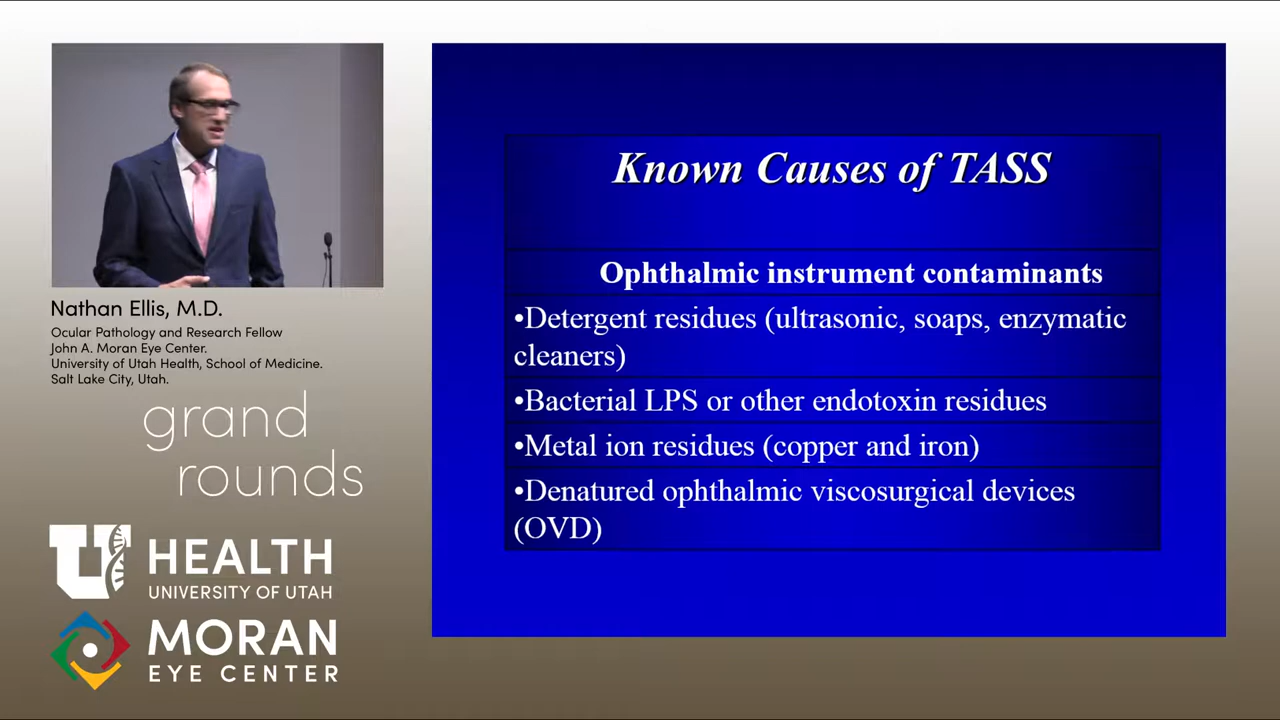 Nathan Ellis, M.D.
Ocular Pathology and Research Fellow
John A. Moran Eye Center.
University of Utah Health, School of Medicine.
Salt Lake City, Utah.
grand
rounds
U
HEALTH
UNIVERSITY OF UTAH
MORAN
EYE CENTER
Known Causes of TASS
Ophthalmic instrument contaminants
•Detergent residues (ultrasonic, soaps, enzymatic
cleaners)
•Bacterial LPS or other endotoxin residues
•Metal ion residues (copper and iron)
•Denatured ophthalmic viscosurgical devices
(OVD)